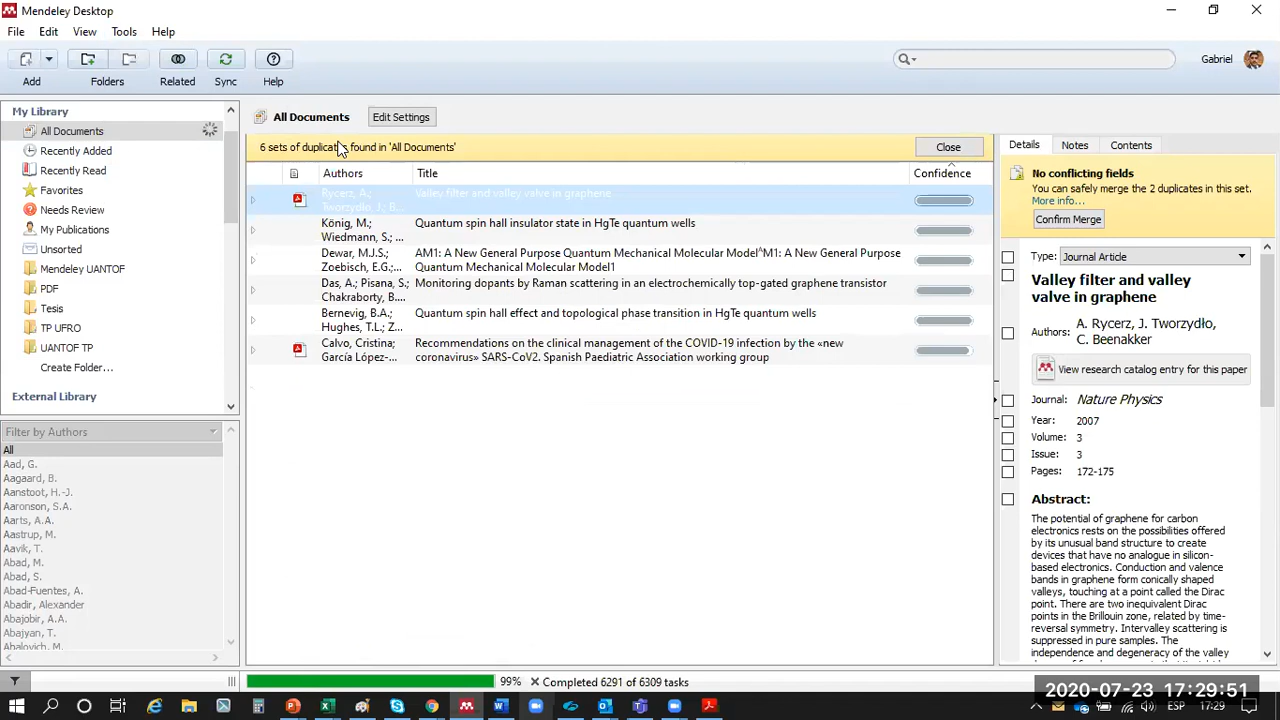 Mendeley Desktop
File Edit View Tools Help
Add Folders Related Sync Help
Gabriel
My Library
All Documents
Recently Added
Recently Read
Favorites
Needs Review
My Publications
Unsorted
Mendeley UANTOF
PDF
Tesis
TP UFRO
UANTOF TP
Create Folder...
External Library
Filter by Authors
All
Aad, G.
Aagaard, B.
Aanstoot, H.-J.
Aaronson, S.A.
Aarts, A.A.
Aastrup, M.
Aavik, T.
Abad, M.
Abad, S.
Abad-Fuentes, A.
Abadir, Alexander
Abajobir, A.A.
Abajyan, T.
Abalovich, M.
All Documents Edit Settings
6 sets of duplicates found in 'All Documents' Close
Authors Title Confidence
Rycerz, A.; Valley filter and valley valve in graphene
Tworzydło, J.; B...
König, M.; Quantum spin hall insulator state in HgTe quantum wells
Wiedmann, S.; ...
Dewar, M.J.S.; AM1: A New General Purpose Quantum Mechanical Molecular Model^M1: A New General Purpose
Zoebisch, E.G.;... Quantum Mechanical Molecular Model1
Das, A.; Pisana, S.; Monitoring dopants by Raman scattering in an electrochemically top-gated graphene transistor
Chakraborty, B....
Bernevig, B.A.; Quantum spin hall effect and topological phase transition in HgTe quantum wells
Hughes, T.L.; Z...
Calvo, Cristina; Recommendations on the clinical management of the COVID-19 infection by the «new
García López-... coronavirus» SARS-CoV2. Spanish Paediatric Association working group
99% Completed 6291 of 6309 tasks
Details Notes Contents
No conflicting fields
You can safely merge the 2 duplicates in this set.
More info...
Confirm Merge
Type: Journal Article
Valley filter and valley
valve in graphene
Authors: A. Rycerz, J. Tworzydło,
C. Beenakker
View research catalog entry for this paper
Journal: Nature Physics
Year: 2007
Volume: 3
Issue: 3
Pages: 172-175
Abstract:
The potential of graphene for carbon
electronics rests on the possibilities offered
by its unusual band structure to create
devices that have no analogue in silicon-
based electronics. Conduction and valence
bands in graphene form conically shaped
valleys, touching at a point called the Dirac
point. There are two inequivalent Dirac
points in the Brillouin zone, related by time-
reversal symmetry. Intervalley scattering is
suppressed in pure samples. The
independence and degeneracy of the valley
2020-07-23 17:29:51
ESP 17:29